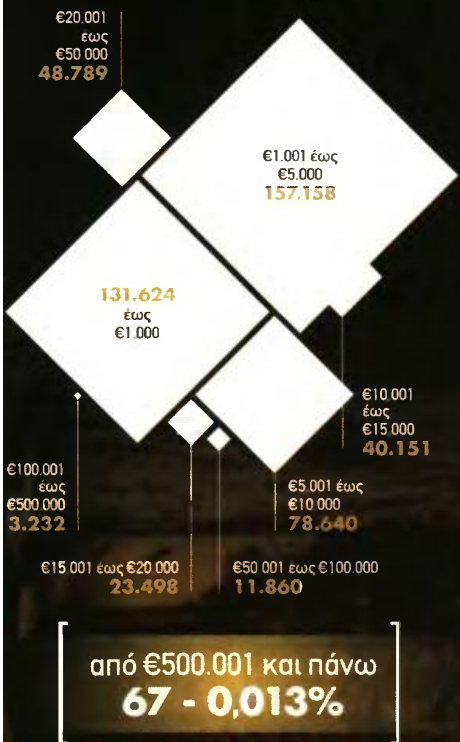 €20.001
έως
€50 000
48.789
€1.001 έως
€5.000
157.158
131.624
έως
€1.000
€10.001
έως
€15.000
40.151
€100.001
έως
€500.000
3.232
€5.001 έως
€10.000
78.640
€15.001 έως €20.000
23.498
€50 001 έως €100.000
11.860
από €500.001 και πάνω
67 - 0,013%